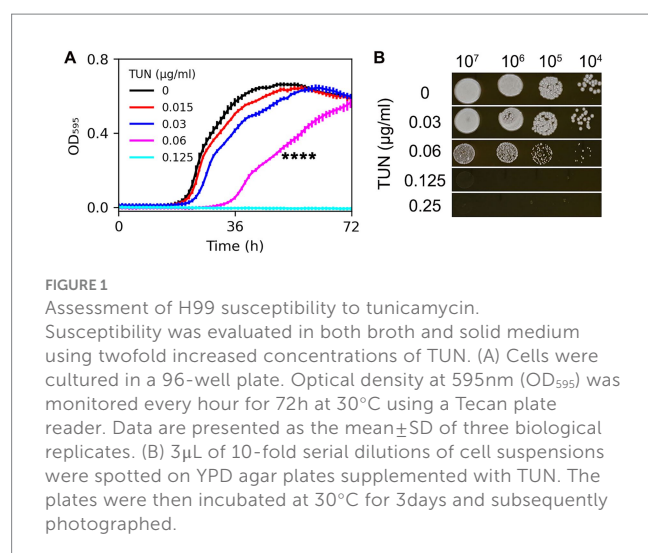 A
TUN (µg/ml)
0
0.015
0.03
0.06
0.125
****
0.8
0.4
0.0
OD595
0
36
72
Time (h)
B
10⁷ 10⁶ 10⁵ 10⁴
TUN (µg/ml)
0
0.03
0.06
0.125
0.25
FIGURE 1
Assessment of H99 susceptibility to tunicamycin.
Susceptibility was evaluated in both broth and solid medium
using twofold increased concentrations of TUN. (A) Cells were
cultured in a 96-well plate. Optical density at 595nm (OD₅₉₅) was
monitored every hour for 72h at 30°C using a Tecan plate
reader. Data are presented as the mean±SD of three biological
replicates. (B) 3µL of 10-fold serial dilutions of cell suspensions
were spotted on YPD agar plates supplemented with TUN. The
plates were then incubated at 30°C for 3days and subsequently
photographed.